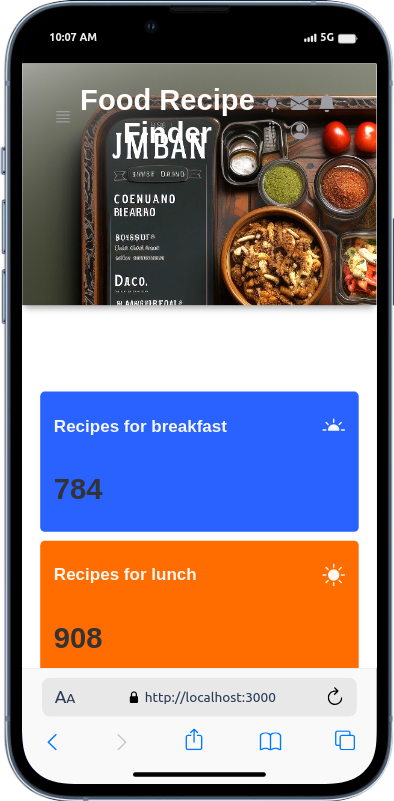 10:07 AM
5G
Food Recipe
Finder
JMBAN
COENUANO
BIEARAO
DACO.
Recipes for breakfast
784
Recipes for lunch
908
AA
http://localhost:3000